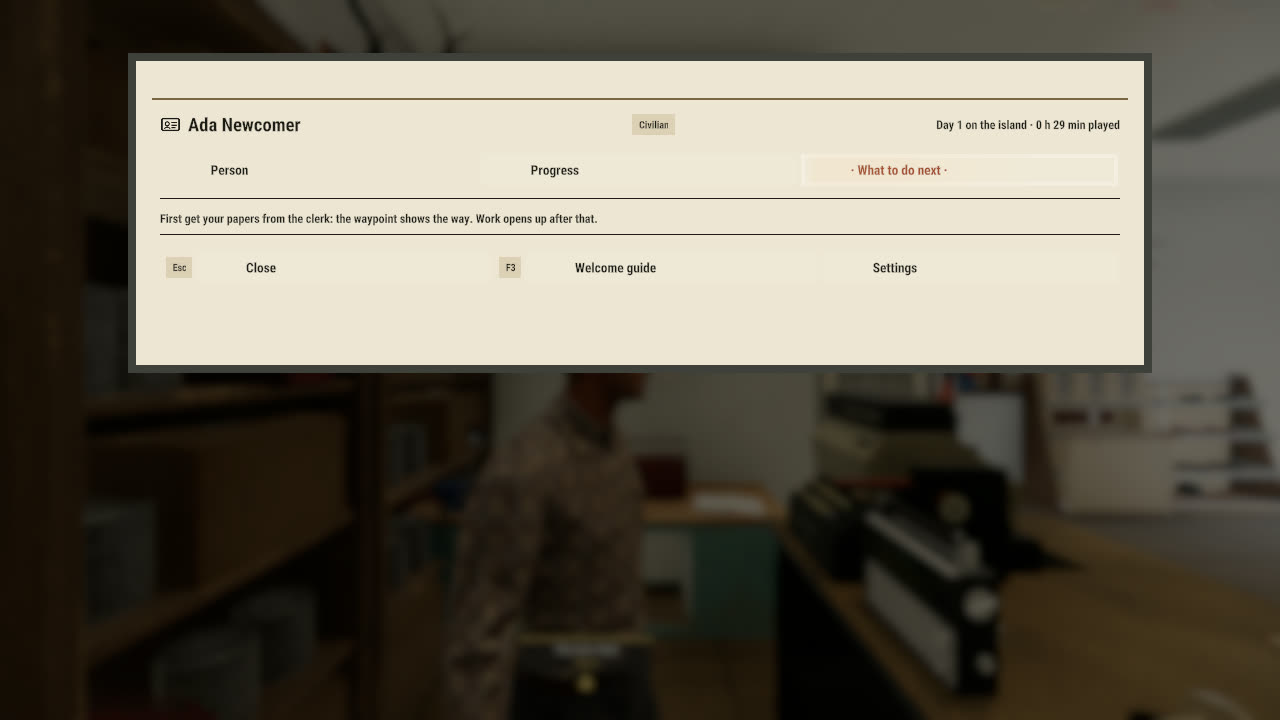 Ada Newcomer
Civilian
Day 1 on the island · 0 h 29 min played
Person
Progress
· What to do next ·
First get your papers from the clerk: the waypoint shows the way. Work opens up after that.
Esc
Close
F3
Welcome guide
Settings